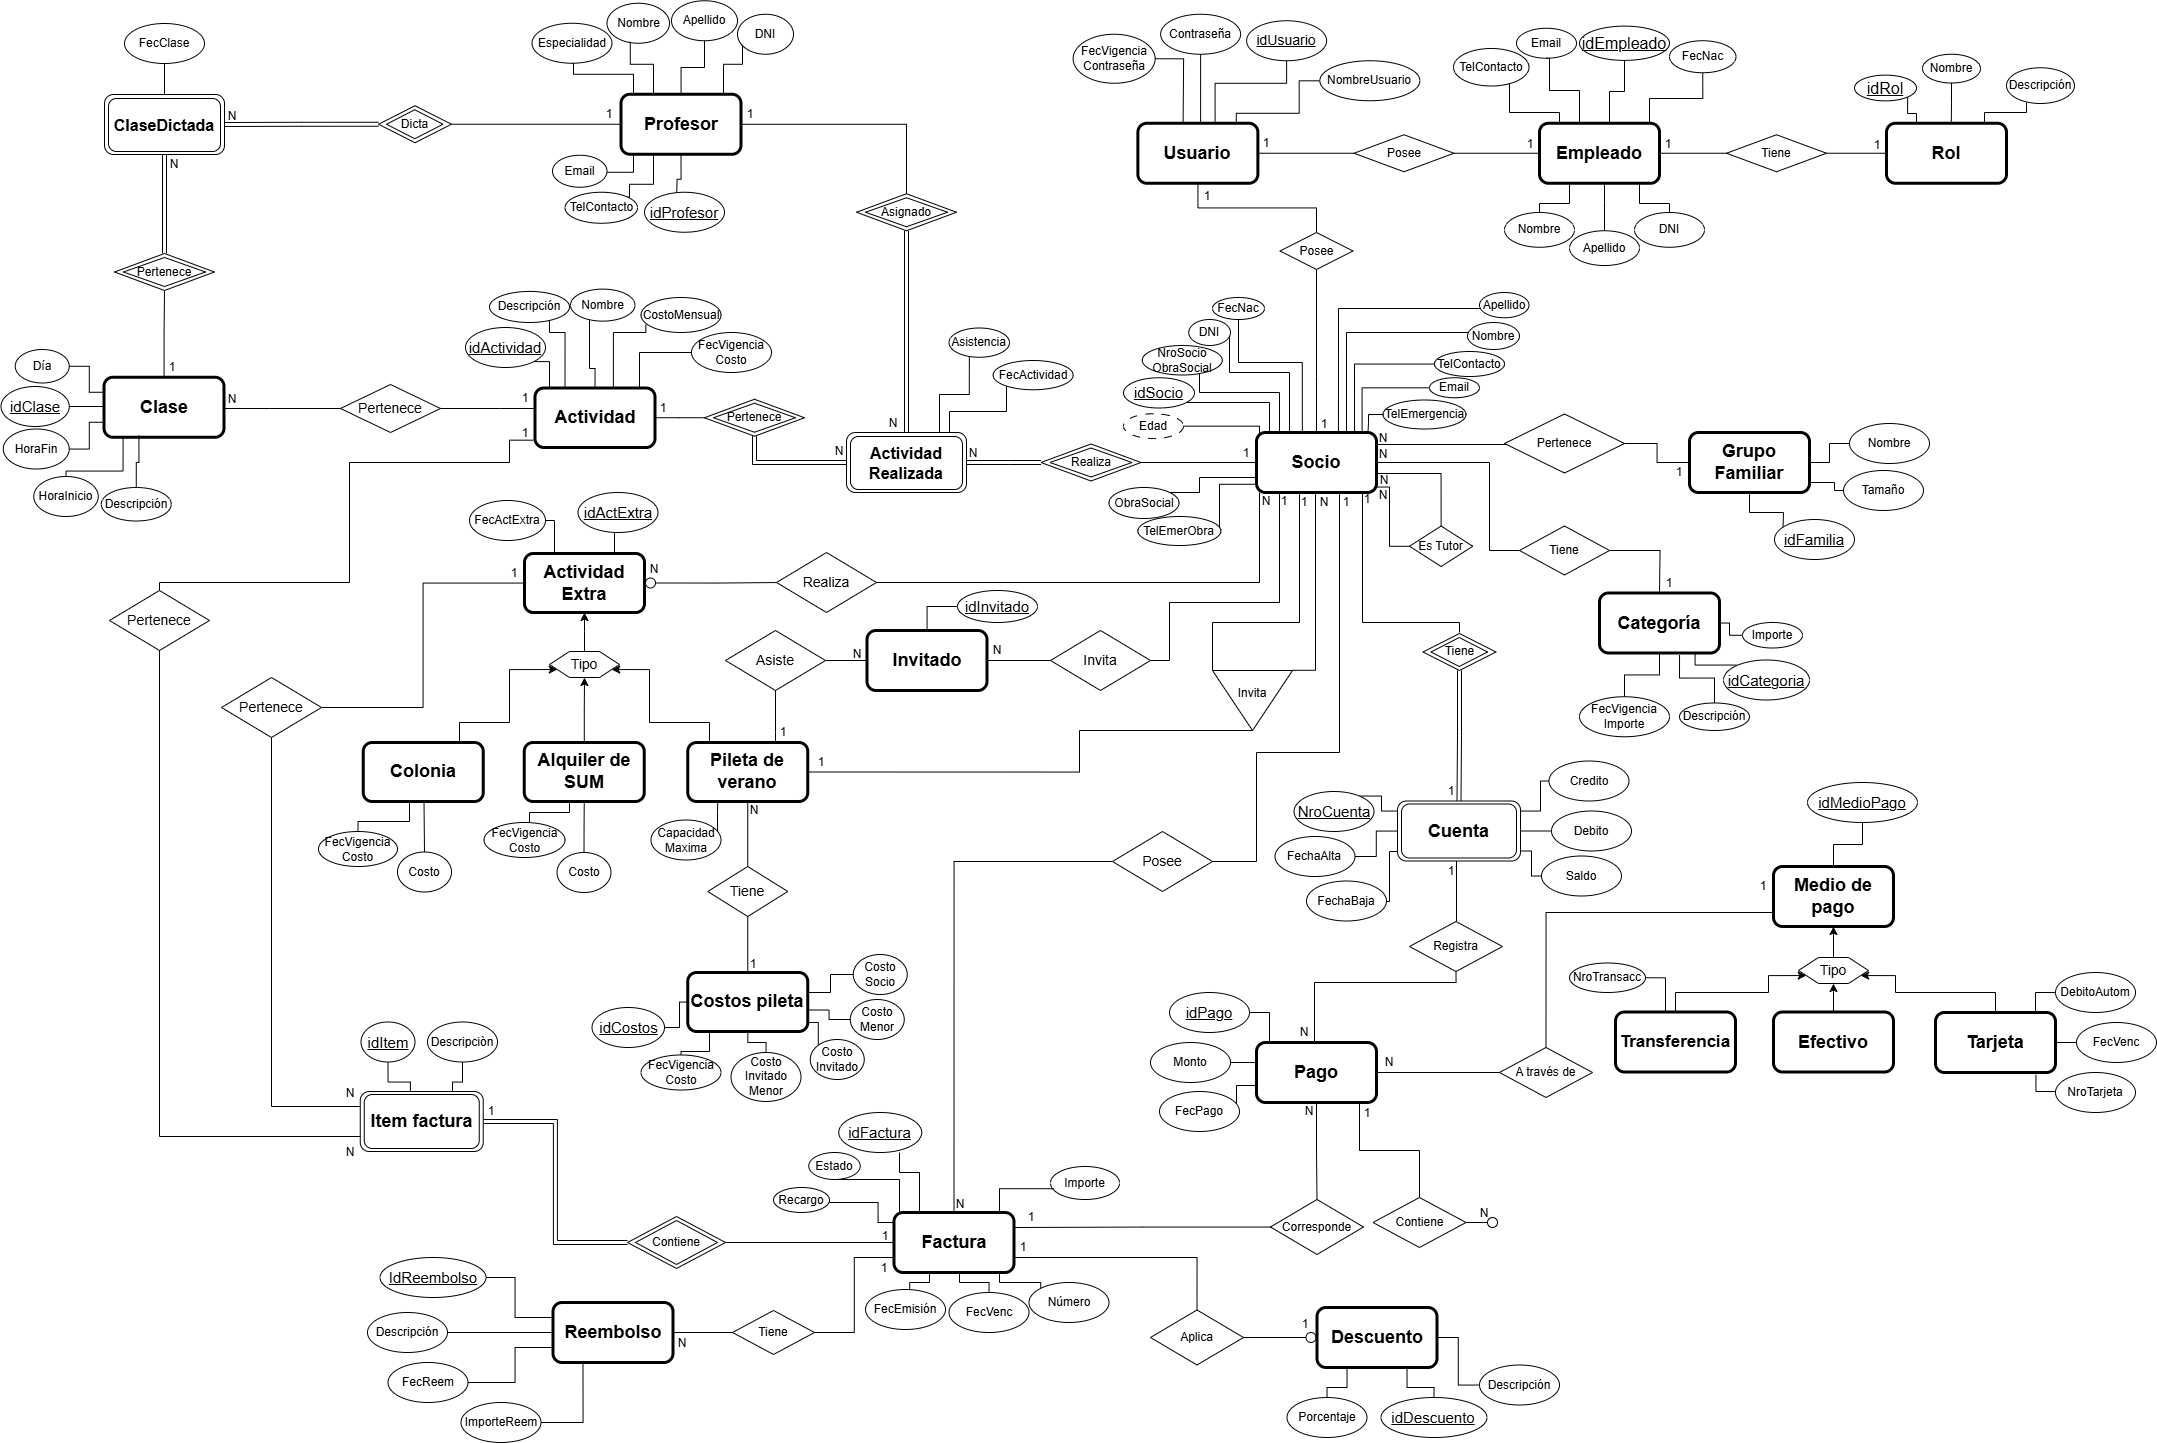 FecClase
ClaseDictada
N
N
Dicta
1
Especialidad
Nombre
Apellido
DNI
Profesor
1
Email
TelContacto
idProfesor
Asignado
Pertenece
1
FecVigencia
Contraseña
Contraseña
idUsuario
NombreUsuario
Usuario
1
1
Posee
1
TelContacto
Email
idEmpleado
FecNac
Empleado
1
Nombre
Apellido
DNI
Tiene
1
idRol
Nombre
Descripción
Rol
Posee
Día
idClase
HoraFin
HoraInicio
Descripción
Clase
N
Pertenece
1
1
Descripción
Nombre
CostoMensual
idActividad
FecVigencia
Costo
Actividad
1
Pertenece
N
N
Asistencia
FecActividad
Actividad
Realizada
N
Realiza
1
FecNac
DNI
NroSocio
ObraSocial
idSocio
Edad
Apellido
Nombre
TelContacto
Email
TelEmergencia
1
Socio
ObraSocial
TelEmerObra
N
1
1
N
1
1
N
N
N
N
Es Tutor
Pertenece
1
Grupo
Familiar
Nombre
Tamaño
idFamilia
Tiene
1
Categoría
Importe
idCategoria
Descripción
FecVigencia
Importe
FecActExtra
idActExtra
1
Actividad
Extra
N
Realiza
Pertenece
Pertenece
Tipo
Colonia
FecVigencia
Costo
Costo
Alquiler de
SUM
FecVigencia
Costo
Costo
Pileta de
verano
1
1
N
Capacidad
Maxima
Asiste
N
idInvitado
Invitado
N
Invita
Invita
Tiene
1
Costos pileta
idCostos
Costo
Socio
Costo
Menor
Costo
Invitado
Costo
Invitado
Menor
FecVigencia
Costo
Tiene
1
NroCuenta
FechaAlta
FechaBaja
Cuenta
Credito
Debito
Saldo
1
Posee
Registra
N
idPago
Monto
FecPago
Pago
N
N
1
A través de
1
idMedioPago
Medio de
pago
Tipo
NroTransacc
Transferencia
Efectivo
Tarjeta
DebitoAutom
FecVenc
NroTarjeta
Corresponde
Contiene
N
idItem
Descripciòn
N
N
Item factura
1
Contiene
1
idFactura
Estado
Recargo
Importe
N
Factura
1
1
1
FecEmisión
FecVenc
Número
IdReembolso
Descripción
FecReem
ImporteReem
Reembolso
N
Tiene
Aplica
1
Descuento
Porcentaje
idDescuento
Descripción